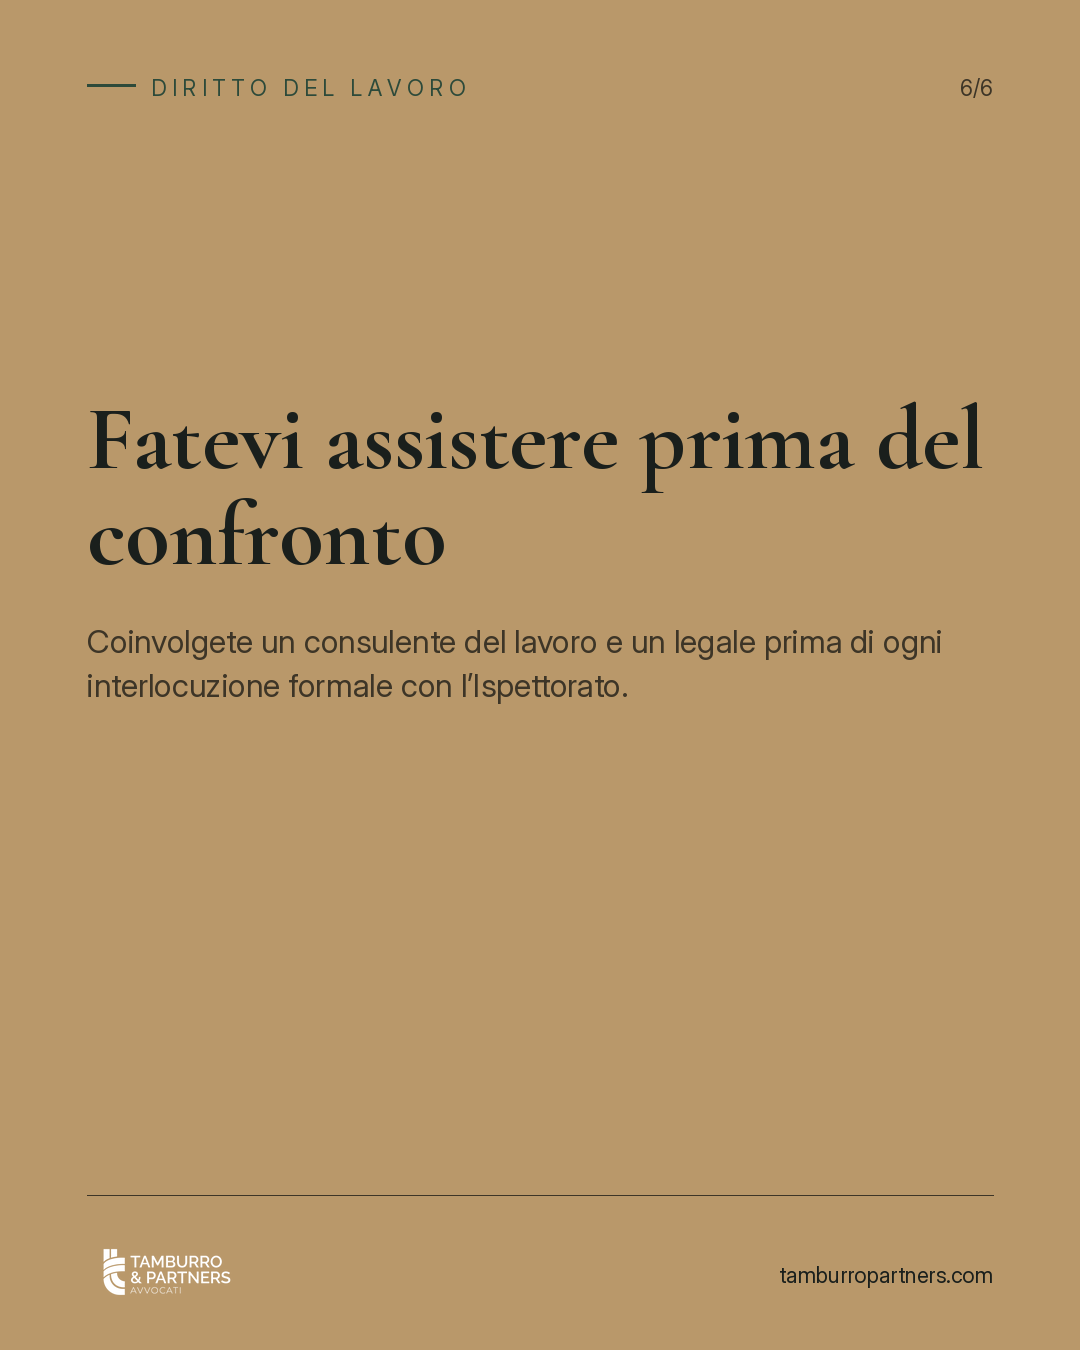 DIRITTO DEL LAVORO
6/6
Fatevi assistere prima del
confronto
Coinvolgete un consulente del lavoro e un legale prima di ogni
interlocuzione formale con l’Ispettorato.
TAMBURRO
& PARTNERS
AVVOCATI
tamburropartners.com